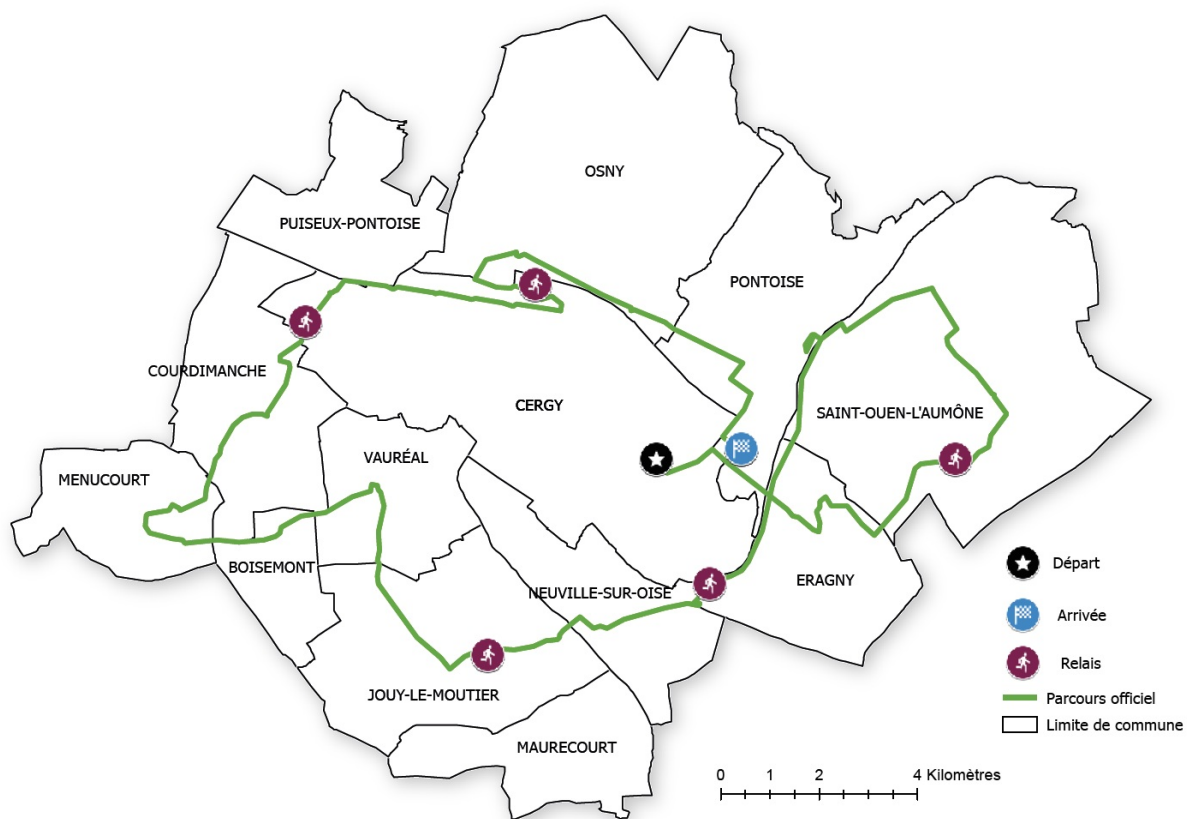 OSNY
PUISEUX-PONTOISE
PONTOISE
COURDIMANCHE
CERGY
SAINT-OUEN-L'AUMÔNE
VAURÉAL
MENUCOURT
BOISEMONT
NEUVILLE-SUR-OISE
ERAGNY
JOUY-LE-MOUTIER
MAURECOURT
Départ
Arrivée
Relais
Parcours officiel
Limite de commune
0 1 2 4 Kilomètres